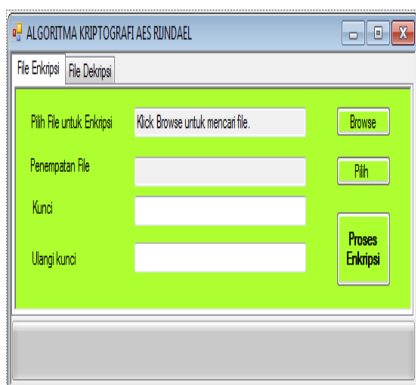 ALGORITMA KRIPTOGRAFI AES RIJNDAEL
File Enkripsi File Dekripsi
Pilih File untuk Enkripsi Klick Browse untuk mencari file. Browse
Penempatan File Pilih
Kunci
Ulangi kunci
Proses
Enkripsi